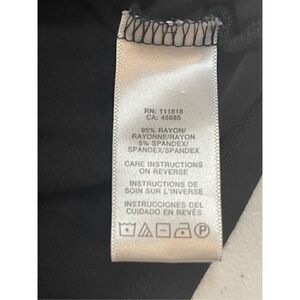 RN: 111818
CA: 45885
95% RAYON/
RAYONNE/RAYON
5% SPANDEX/
SPANDEX/SPANDEX
CARE INSTRUCTIONS
ON REVERSE
INSTRUCTIONS DE
SOIN SUR L'INVERSE
INSTRUCCIONES DEL
CUIDADO EN REVÉS
P